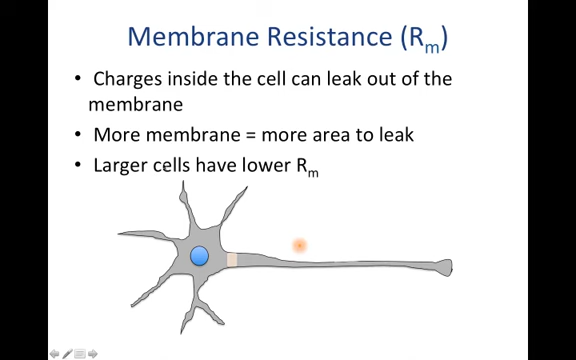 Membrane Resistance (Rm)
• Charges inside the cell can leak out of the
membrane
• More membrane = more area to leak
• Larger cells have lower Rm